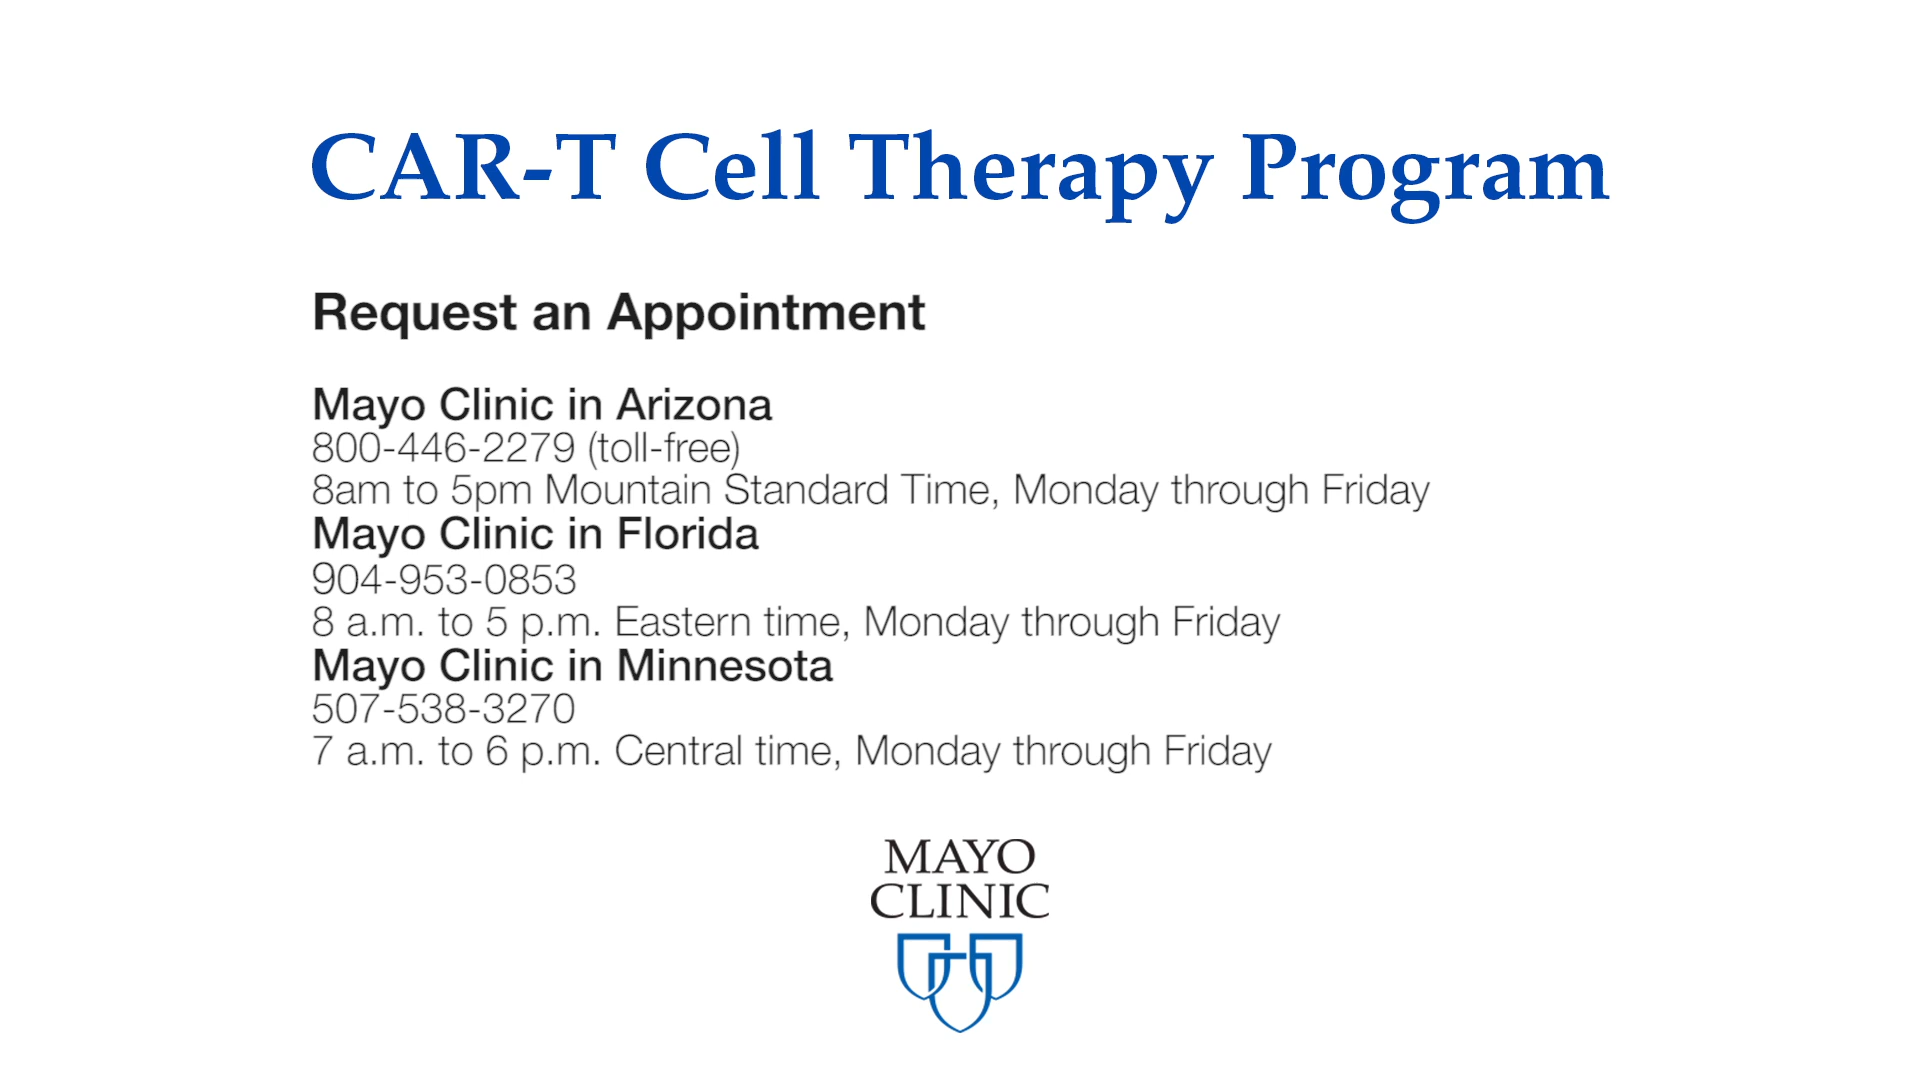 CAR-T Cell Therapy Program
Request an Appointment
Mayo Clinic in Arizona
800-446-2279 (toll-free)
8am to 5pm Mountain Standard Time, Monday through Friday
Mayo Clinic in Florida
904-953-0853
8 a.m. to 5 p.m. Eastern time, Monday through Friday
Mayo Clinic in Minnesota
507-538-3270
7 a.m. to 6 p.m. Central time, Monday through Friday
MAYO
CLINIC